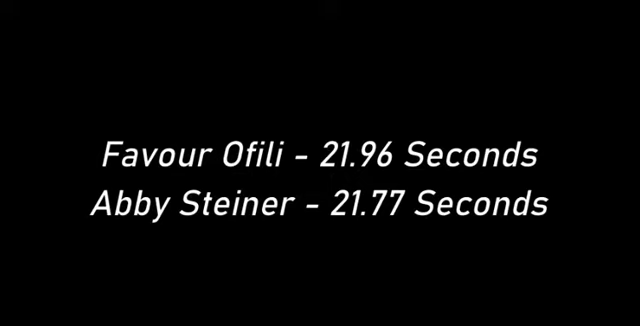 Favour Ofili - 21.96 Seconds
Abby Steiner - 21.77 Seconds